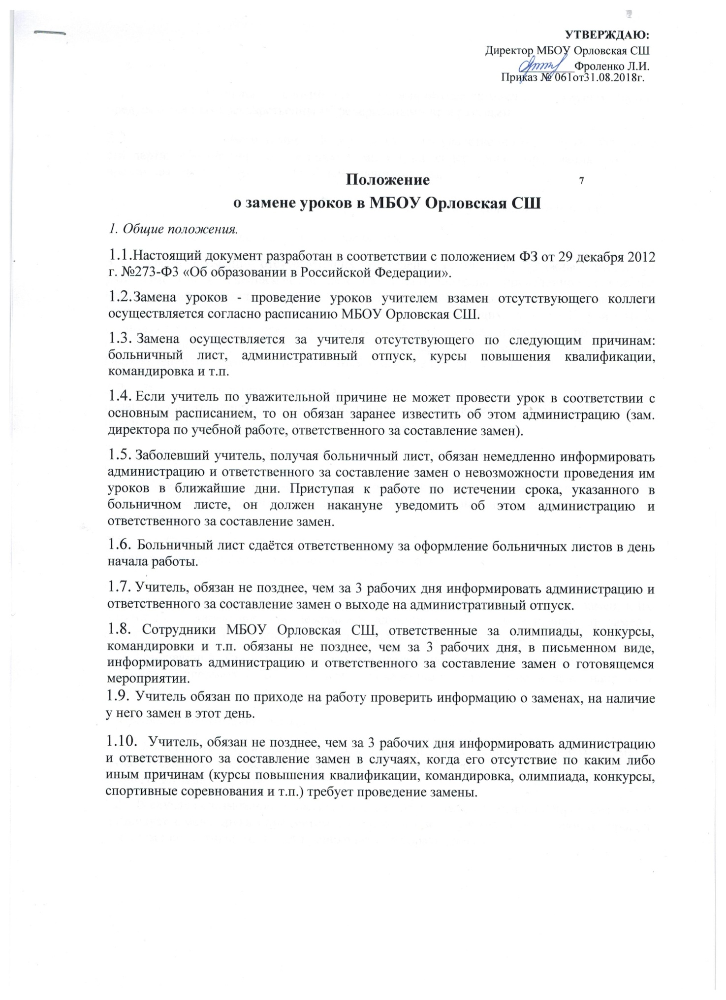 УТВЕРЖДАЮ:
Директор МБОУ Орловская СШ
Фроленко Л.И.
Приказ № 061от31.08.2018г.
Положение 7
о замене уроков в МБОУ Орловская СШ
1. Общие положения.
1.1.Настоящий документ разработан в соответствии с положением ФЗ от 29 декабря 2012
г. №273-ФЗ «Об образовании в Российской Федерации».
1.2.Замена уроков - проведение уроков учителем взамен отсутствующего коллеги
осуществляется согласно расписанию МБОУ Орловская СШ.
1.3. Замена осуществляется за учителя отсутствующего по следующим причинам:
больничный лист, административный отпуск, курсы повышения квалификации,
командировка и т.п.
1.4. Если учитель по уважительной причине не может провести урок в соответствии с
основным расписанием, то он обязан заранее известить об этом администрацию (зам.
директора по учебной работе, ответственного за составление замен).
1.5. Заболевший учитель, получая больничный лист, обязан немедленно информировать
администрацию и ответственного за составление замен о невозможности проведения им
уроков в ближайшие дни. Приступая к работе по истечении срока, указанного в
больничном листе, он должен накануне уведомить об этом администрацию и
ответственного за составление замен.
1.6. Больничный лист сдаётся ответственному за оформление больничных листов в день
начала работы.
1.7. Учитель, обязан не позднее, чем за 3 рабочих дня информировать администрацию и
ответственного за составление замен о выходе на административный отпуск.
1.8. Сотрудники МБОУ Орловская СШ, ответственные за олимпиады, конкурсы,
командировки и т.п. обязаны не позднее, чем за 3 рабочих дня, в письменном виде,
информировать администрацию и ответственного за составление замен о готовящемся
мероприятии.
1.9. Учитель обязан по приходе на работу проверить информацию о заменах, на наличие
у него замен в этот день.
1.10. Учитель, обязан не позднее, чем за 3 рабочих дня информировать администрацию
и ответственного за составление замен в случаях, когда его отсутствие по каким либо
иным причинам (курсы повышения квалификации, командировка, олимпиада, конкурсы,
спортивные соревнования и т.п.) требует проведение замены.